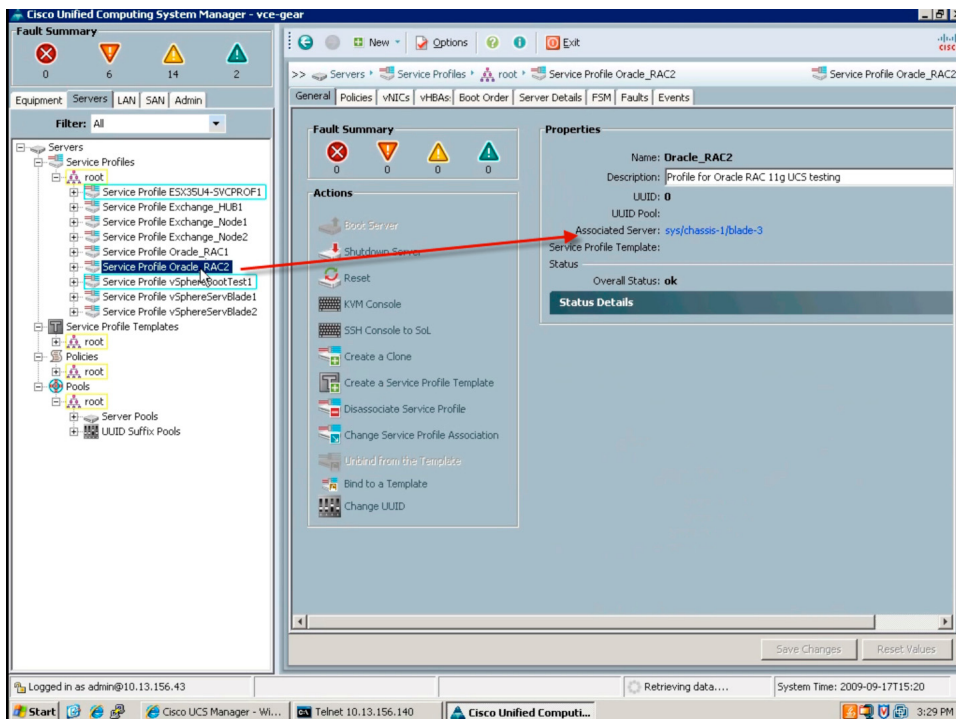 Cisco Unified Computing System Manager - vce-gear
Fault Summary
0 6 14 2
Equipment Servers LAN SAN Admin
Filter: All
Servers
Service Profiles
root
Service Profile ESX35U4-SVCPROF1
Service Profile Exchange_HUB1
Service Profile Exchange_Node1
Service Profile Exchange_Node2
Service Profile Oracle_RAC1
Service Profile Oracle_RAC2
Service Profile vSphereBootTest1
Service Profile vSphereServBlade1
Service Profile vSphereServBlade2
Service Profile Templates
root
Policies
root
Pools
root
Server Pools
UUID Suffix Pools
New Options Exit
CISC
>> Servers Service Profiles root Service Profile Oracle_RAC2
Service Profile Oracle_RAC2
General Policies vNICs vHBAs Boot Order Server Details FSM Faults Events
Fault Summary
0 0 0 0
Actions
Boot Server
Shutdown Server
Reset
KVM Console
SSH Console to SoL
Create a Clone
Create a Service Profile Template
Disassociate Service Profile
Change Service Profile Association
Unbind from the Template
Bind to a Template
Change UUID
Properties
Name: Oracle_RAC2
Description: Profile for Oracle RAC 11g UCS testing
UUID: 0
UUID Pool:
Associated Server: sys/chassis-1/blade-3
Service Profile Template:
Status
Overall Status: ok
Status Details
Save Changes Reset Values
Logged in as admin@10.13.156.43
Retrieving data....
System Time: 2009-09-17T15:20
Start Cisco UCS Manager - Wi... Telnet 10.13.156.140 Cisco Unified Computi... 3:29 PM